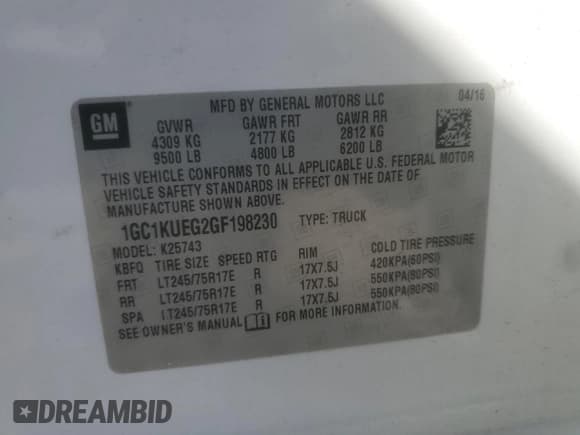 GM
MFD BY GENERAL MOTORS LLC 04/16
GVWR GAWR FRT GAWR RR
4309 KG 2177 KG 2812 KG
9500 LB 4800 LB 6200 LB
THIS VEHICLE CONFORMS TO ALL APPLICABLE U.S. FEDERAL MOTOR
VEHICLE SAFETY STANDARDS IN EFFECT ON THE DATE OF
MANUFACTURE SHOWN ABOVE.
1GC1KUEG2GF198230 TYPE: TRUCK
MODEL: K25743
KBFQ TIRE SIZE SPEED RTG RIM COLD TIRE PRESSURE
FRT LT245/75R17E R 17X7.5J 420KPA(60PSI)
RR LT245/75R17E R 17X7.5J 550KPA(80PSI)
SPA LT245/75R17E R 17X7.5J 550KPA(80PSI)
SEE OWNER'S MANUAL FOR MORE INFORMATION.
DREAMBID